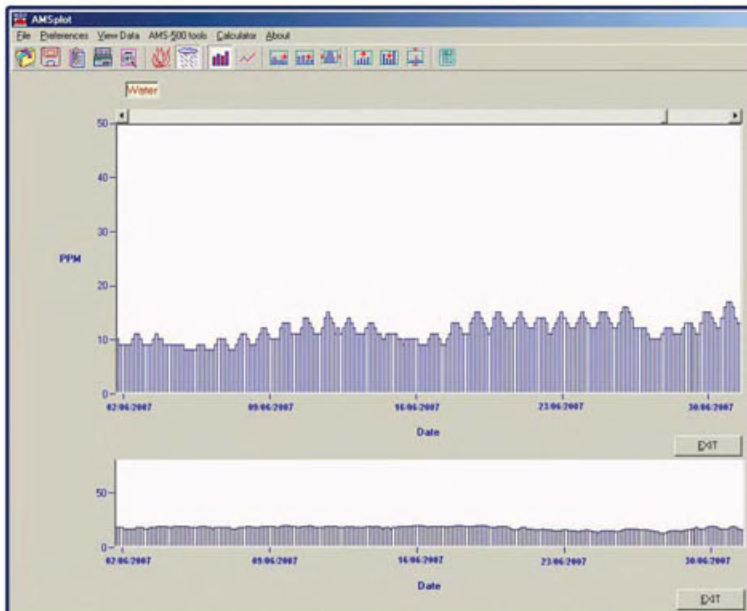 AMSplot
File Preferences View Data AMS-500 tools Calculator About
Water
50
40
30
20
10
0
PPM
02/06/2007 09/06/2007 16/06/2007 23/06/2007 30/06/2007
Date
EXIT
50
0
02/06/2007 09/06/2007 16/06/2007 23/06/2007 30/06/2007
Date
EXIT